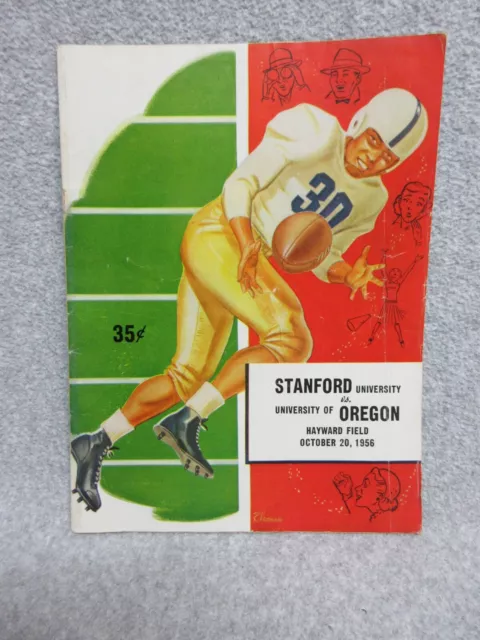 30
35¢
STANFORD UNIVERSITY
vs.
UNIVERSITY OF OREGON
HAYWARD FIELD
OCTOBER 20, 1956